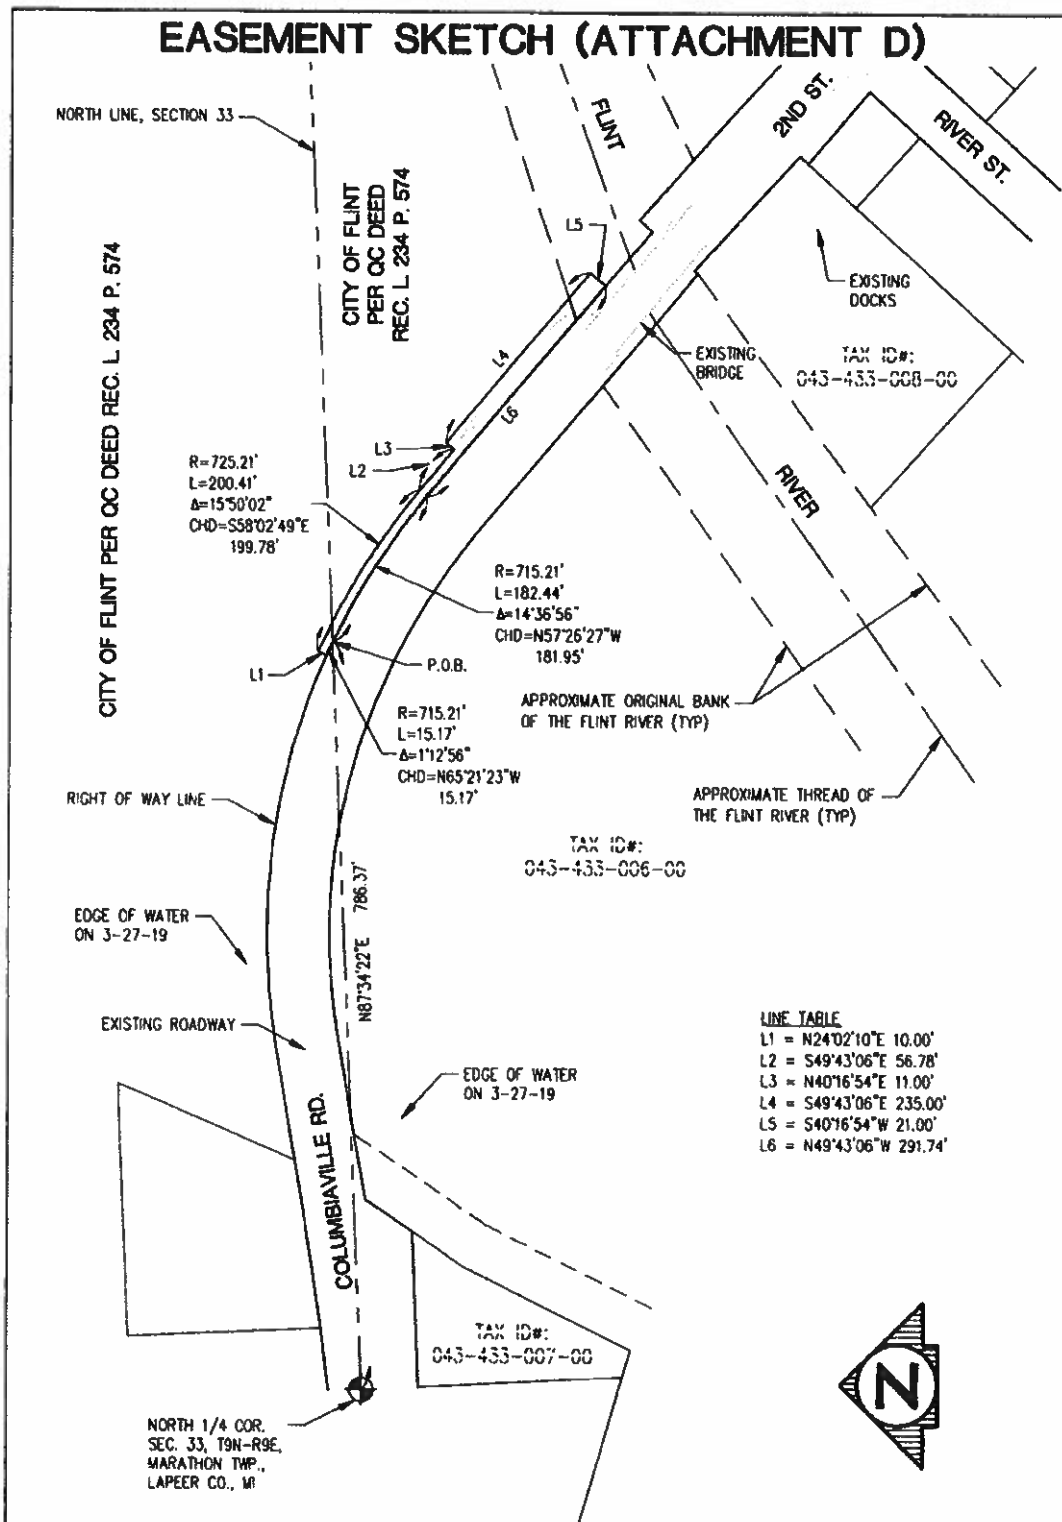 EASEMENT SKETCH (ATTACHMENT D)
NORTH LINE, SECTION 33
CITY OF FLINT
PER QC DEED
REC. L 234 P. 574
CITY OF FLINT PER QC DEED REC. L 234 P. 574
FLINT
2ND ST.
RIVER ST.
L5
EXISTING
DOCKS
EXISTING
BRIDGE
TAX ID#:
043-433-008-00
L4
L6
L3
L2
R=725.21'
L=200.41'
Δ=15°50'02"
CHD=S58°02'49"E
199.78'
RIVER
R=715.21'
L=182.44'
Δ=14°36'56"
CHD=N57°26'27"W
181.95'
L1
P.O.B.
APPROXIMATE ORIGINAL BANK
OF THE FLINT RIVER (TYP)
R=715.21'
L=15.17'
Δ=1°12'56"
CHD=N65°21'23"W
15.17'
RIGHT OF WAY LINE
APPROXIMATE THREAD OF
THE FLINT RIVER (TYP)
TAX ID#:
043-433-006-00
N87°34'22"E 786.37'
EDGE OF WATER
ON 3-27-19
EXISTING ROADWAY
EDGE OF WATER
ON 3-27-19
LINE TABLE
L1 = N24°02'10"E 10.00'
L2 = S49°43'06"E 56.78'
L3 = N40°16'54"E 11.00'
L4 = S49°43'06"E 235.00'
L5 = S40°16'54"W 21.00'
L6 = N49°43'06"W 291.74'
COLUMBIAVILLE RD.
TAX ID#:
043-433-007-00
N
NORTH 1/4 COR.
SEC. 33, T9N-R9E,
MARATHON TWP.,
LAPEER CO., MI